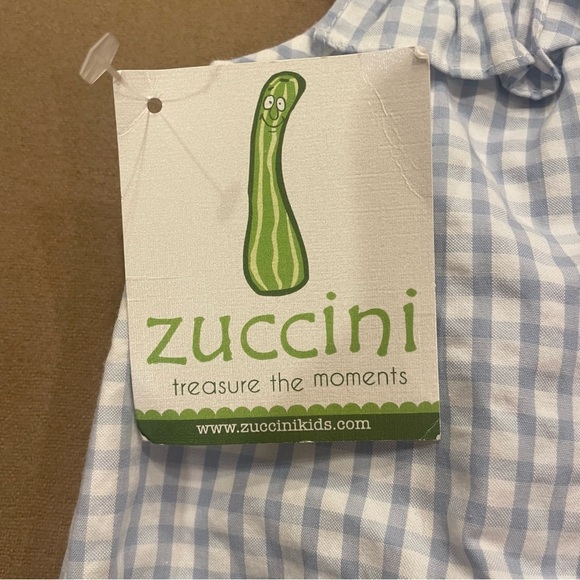 zuccini
treasure the moments
www.zuccinikids.com